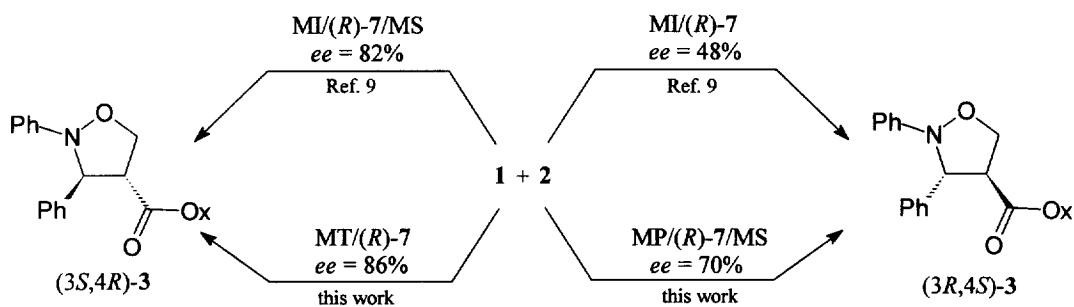 MI/(R)-7/MS
ee = 82%
Ref. 9
MI/(R)-7
ee = 48%
Ref. 9
Ph
N
O
Ph
O
Ox
(3S,4R)-3
1 + 2
Ph
N
O
Ph
O
Ox
(3R,4S)-3
MT/(R)-7
ee = 86%
this work
MP/(R)-7/MS
ee = 70%
this work